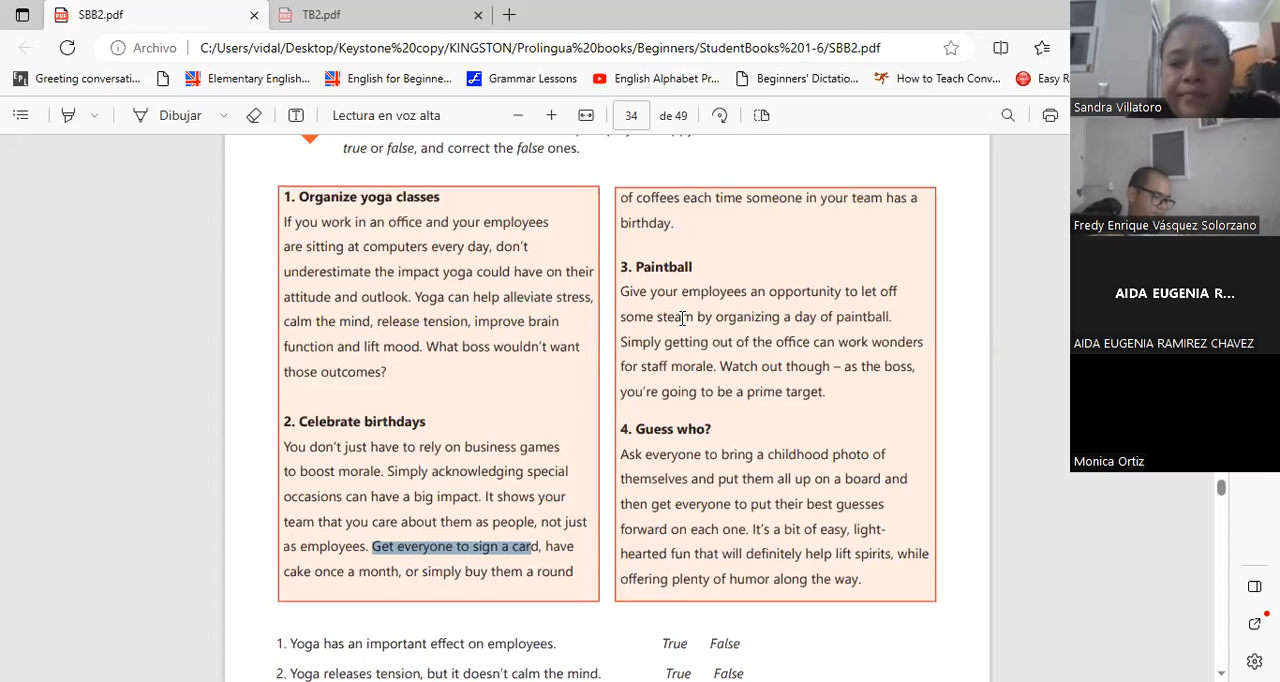 SBB2.pdf
TB2.pdf
Archivo
C:/Users/vidal/Desktop/Keystone%20copy/KINGSTON/Prolingua%20books/Beginners/StudentBooks%201-6/SBB2.pdf
Greeting conversati...
Elementary English...
English for Beginne...
Grammar Lessons
English Alphabet Pr...
Beginners' Dictatio...
How to Teach Conv...
Easy R
Dibujar
Lectura en voz alta
34
de 49
true or false, and correct the false ones.
1. Organize yoga classes
If you work in an office and your employees
are sitting at computers every day, don't
underestimate the impact yoga could have on their
attitude and outlook. Yoga can help alleviate stress,
calm the mind, release tension, improve brain
function and lift mood. What boss wouldn't want
those outcomes?
2. Celebrate birthdays
You don't just have to rely on business games
to boost morale. Simply acknowledging special
occasions can have a big impact. It shows your
team that you care about them as people, not just
as employees. Get everyone to sign a card, have
cake once a month, or simply buy them a round
of coffees each time someone in your team has a
birthday.
3. Paintball
Give your employees an opportunity to let off
some steam by organizing a day of paintball.
Simply getting out of the office can work wonders
for staff morale. Watch out though – as the boss,
you're going to be a prime target.
4. Guess who?
Ask everyone to bring a childhood photo of
themselves and put them all up on a board and
then get everyone to put their best guesses
forward on each one. It's a bit of easy, light-
hearted fun that will definitely help lift spirits, while
offering plenty of humor along the way.
1. Yoga has an important effect on employees. True False
2. Yoga releases tension, but it doesn't calm the mind. True False
Sandra Villatoro
Fredy Enrique Vásquez Solorzano
AIDA EUGENIA R...
AIDA EUGENIA RAMIREZ CHAVEZ
Monica Ortiz